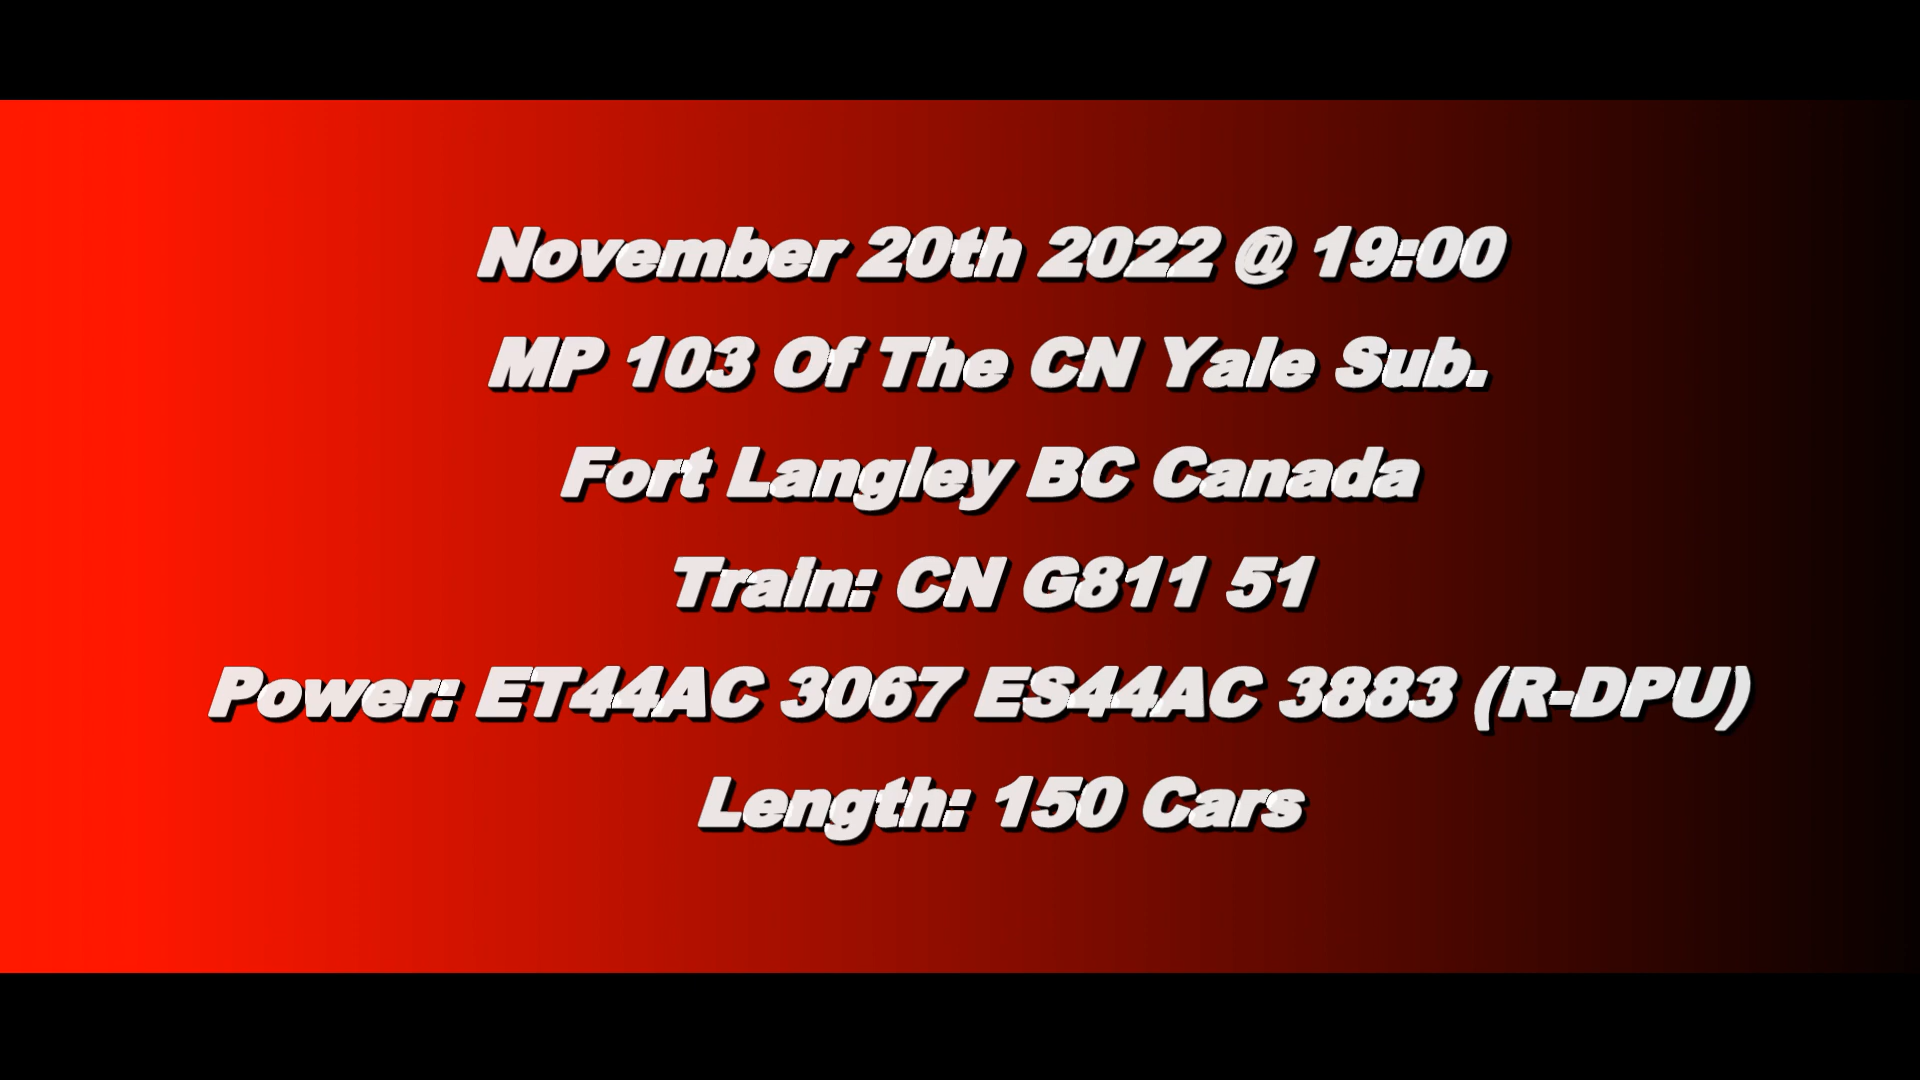 November 20th 2022 @ 19:00
MP 103 Of The CN Yale Sub.
Fort Langley BC Canada
Train: CN G811 51
Power: ET44AC 3067 ES44AC 3883 (R-DPU)
Length: 150 Cars